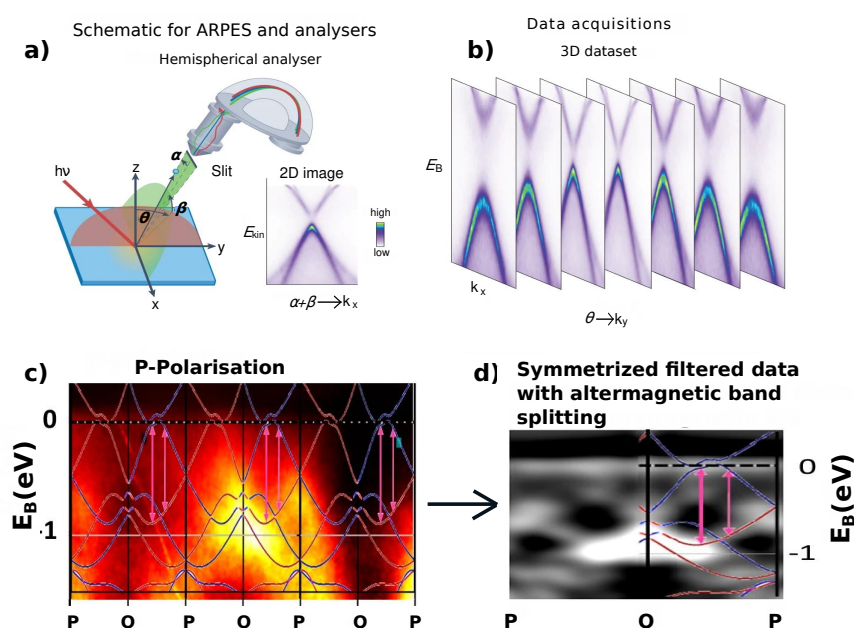 Schematic for ARPES and analysers
a)
Hemispherical analyser
α
z
Slit
hν
θ
β
y
x
2D image
E_kin
high
low
α+β→k_x
Data acquisitions
b)
3D dataset
E_B
k_x
θ→k_y
c)
P-Polarisation
0
E_B(eV)
-1
P O P O P O P
d)
Symmetrized filtered data
with altermagnetic band
splitting
0
E_B(eV)
-1
P O P